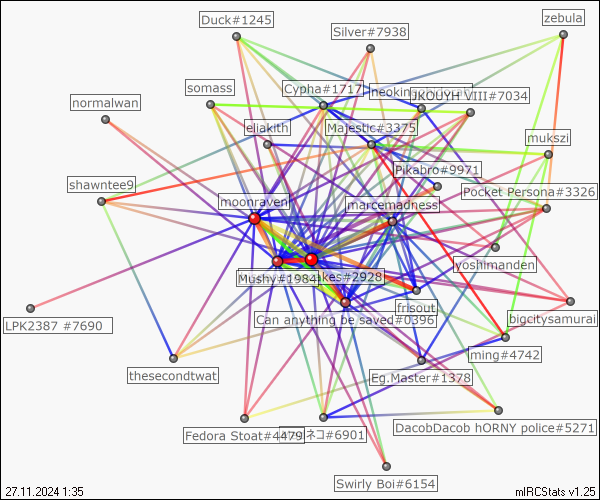 zebula
Duck#1245
Silver#7938
somass
Cypha#1717
JKOUYH VIII#7034
normalwan
eliakith
Majestic#3375
mukszi
Pikabro#9971
shawntee9
Pocket Persona#3326
moonraven
marcemadness
yoshimanden
Mushy#1984
kes#2928
frisout
bigcitysamurai
Can anything be saved#0396
LPK2387 #7690
ming#4742
thesecondtwat
Eg.Master#1378
DacobDacob hORNY police#5271
Fedora Stoat#4479
ネコ#6901
Swirly Boi#6154
27.11.2024 1:35
mIRCStats v1.25